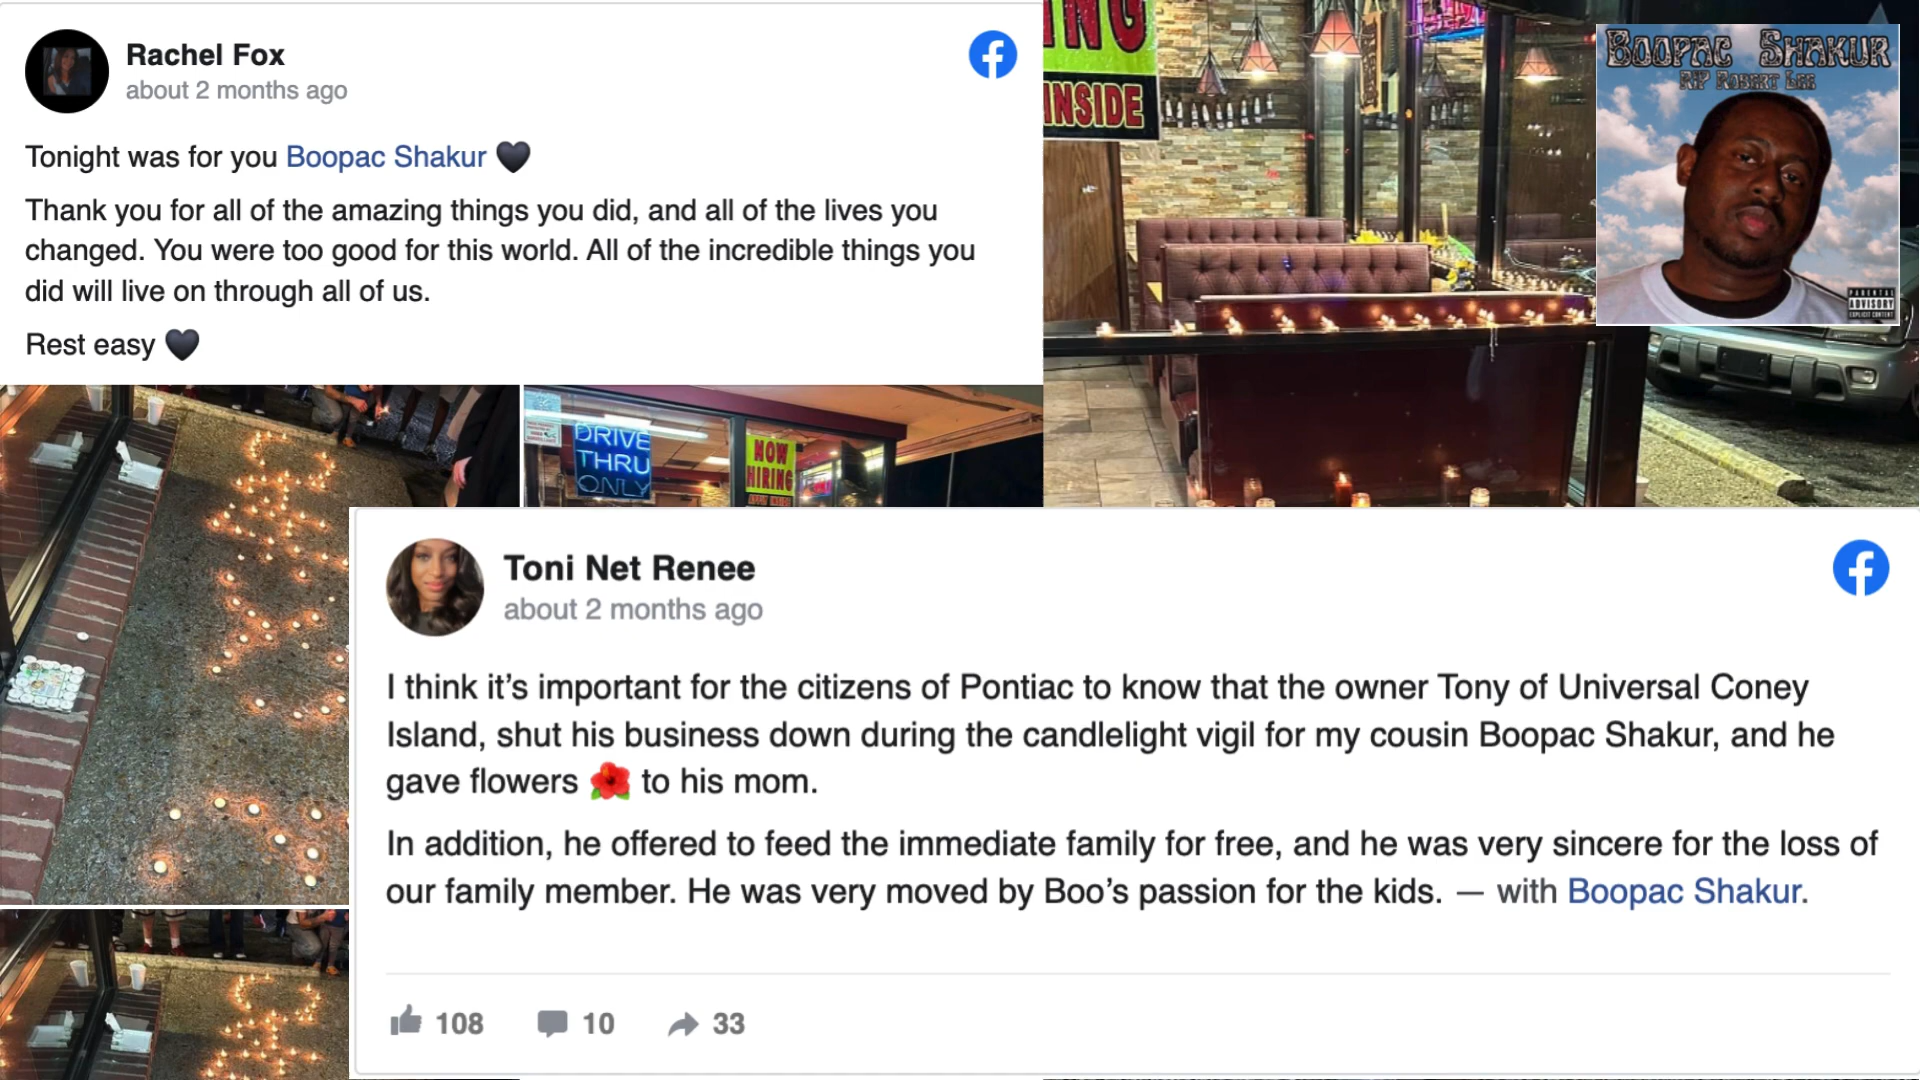 Rachel Fox
about 2 months ago
Tonight was for you Boopac Shakur 🖤
Thank you for all of the amazing things you did, and all of the lives you
changed. You were too good for this world. All of the incredible things you
did will live on through all of us.
Rest easy 🖤
NG
INSIDE
BOOPAC SHAKUR
RIP ROBERT LEE
PARENTAL
ADVISORY
EXPLICIT CONTENT
DRIVE
THRU
ONLY
NOW
HIRING
Toni Net Renee
about 2 months ago
I think it’s important for the citizens of Pontiac to know that the owner Tony of Universal Coney
Island, shut his business down during the candlelight vigil for my cousin Boopac Shakur, and he
gave flowers 🌺 to his mom.
In addition, he offered to feed the immediate family for free, and he was very sincere for the loss of
our family member. He was very moved by Boo’s passion for the kids. — with Boopac Shakur.
108 10 33